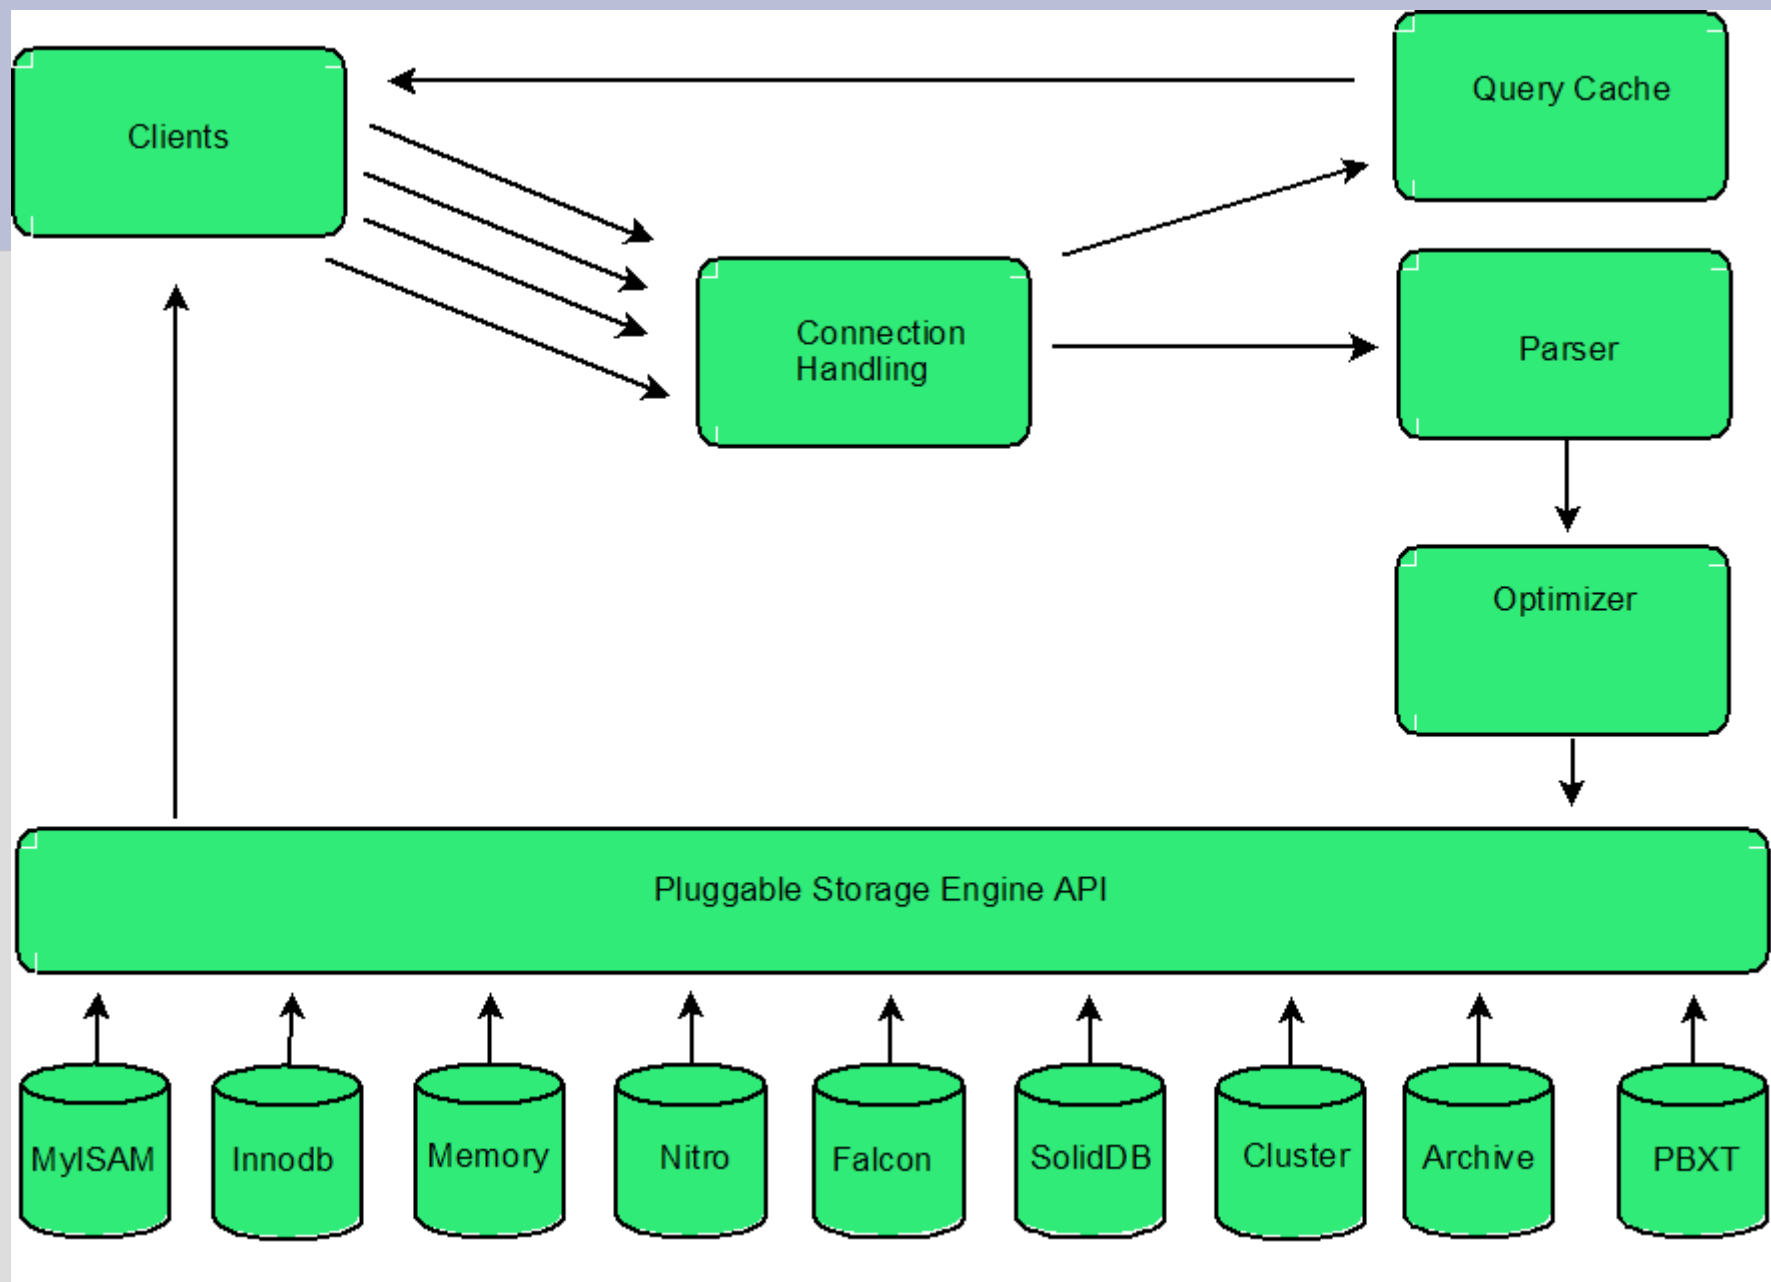 Query Cache
Clients
Connection
Handling
Parser
Optimizer
Pluggable Storage Engine API
MyISAM
Innodb
Memory
Nitro
Falcon
SolidDB
Cluster
Archive
PBXT